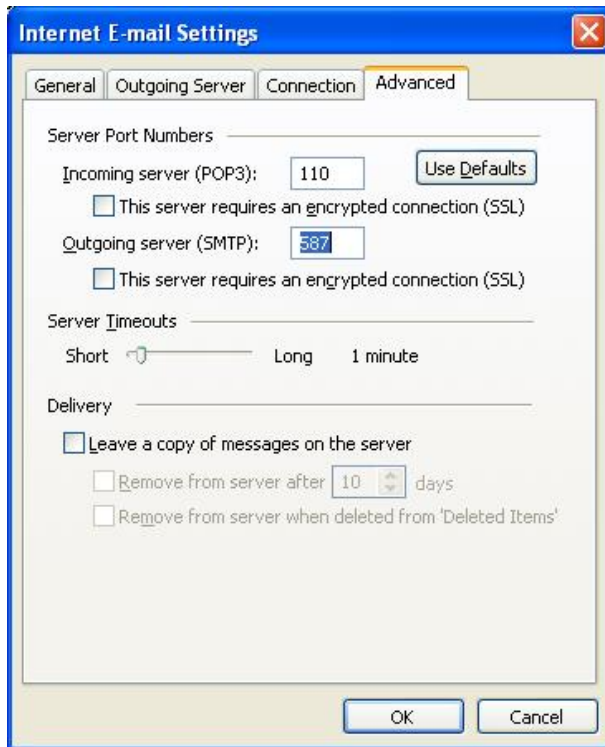 Internet E-mail Settings
General Outgoing Server Connection Advanced
Server Port Numbers
Incoming server (POP3): 110 Use Defaults
This server requires an encrypted connection (SSL)
Outgoing server (SMTP): 587
This server requires an encrypted connection (SSL)
Server Timeouts
Short Long 1 minute
Delivery
Leave a copy of messages on the server
Remove from server after 10 days
Remove from server when deleted from 'Deleted Items'
OK Cancel